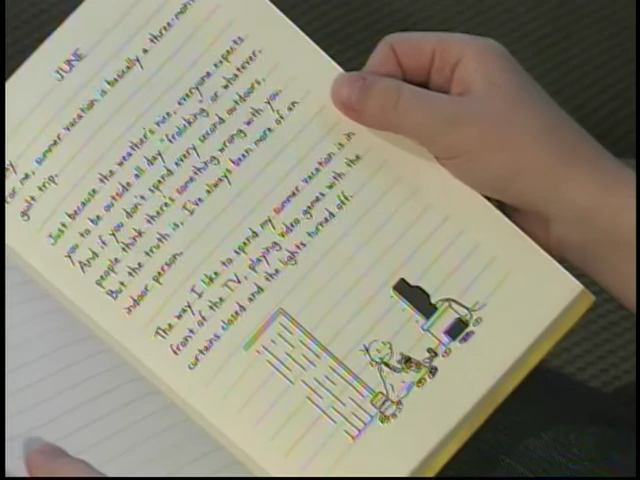 JUNE
For me, summer vacation is basically a three-month
guilt trip.
Just because the weather's nice, everyone expects
you to be outside all day "frolicking" or whatever.
And if you don't spend every second outdoors,
people think there's something wrong with you.
But the truth is, I've always been more of an
indoor person.
The way I like to spend my summer vacation is in
front of the TV, playing video games with the
curtains closed and the lights turned off.